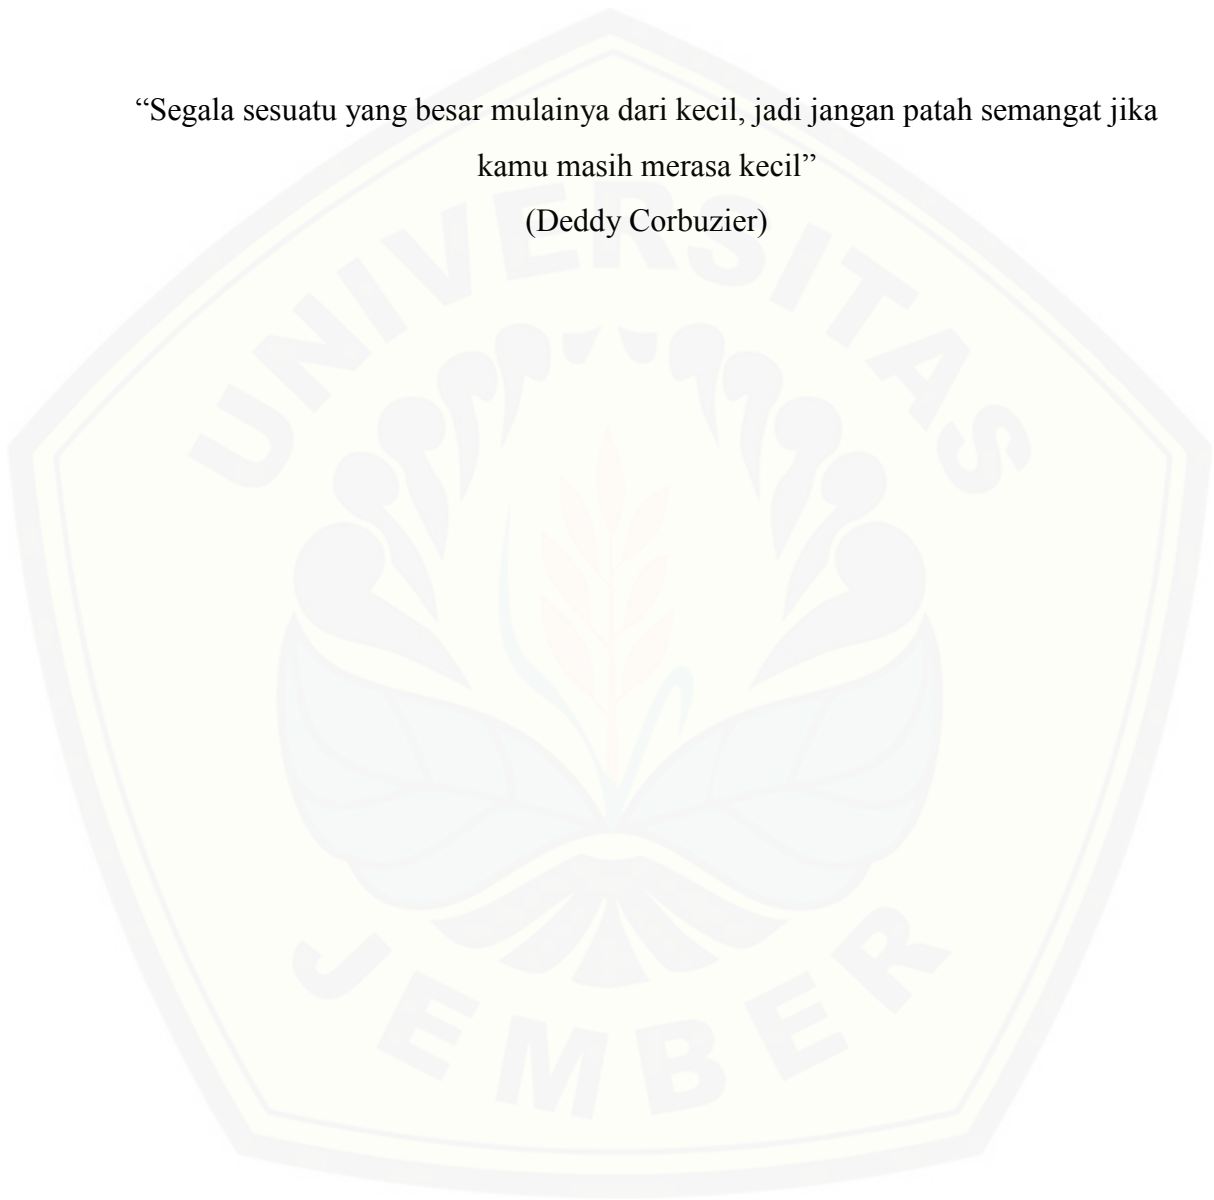 “Segala sesuatu yang besar mulainya dari kecil, jadi jangan patah semangat jika
kamu masih merasa kecil”
(Deddy Corbuzier)
UNIVERSITAS
JEMBER